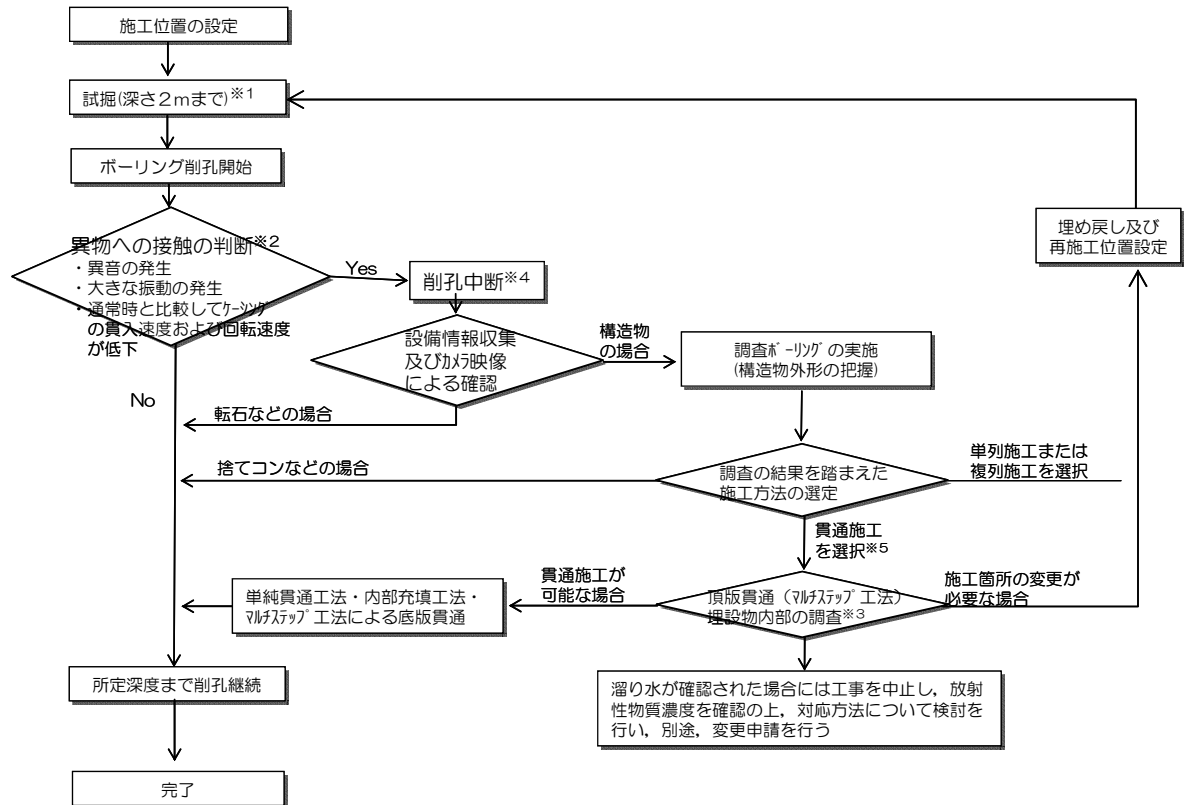 施工位置の設定
試掘(深さ２ｍまで)※1
ボーリング削孔開始
異物への接触の判断※2
・異音の発生
・大きな振動の発生
・通常時と比較してｹｰｼﾝｸﾞ
の貫入速度および回転速度
が低下
Yes
No
削孔中断※4
設備情報収集
及びｶﾒﾗ映像
による確認
構造物
の場合
転石などの場合
調査ﾎﾞｰﾘﾝｸﾞの実施
(構造物外形の把握)
埋め戻し及び
再施工位置設定
捨てコンなどの場合
調査の結果を踏まえた
施工方法の選定
単列施工または
複列施工を選択
貫通施工
を選択※5
単純貫通工法・内部充填工法・
ﾏﾙﾁｽﾃｯﾌﾟ工法による底版貫通
貫通施工が
可能な場合
頂版貫通（ﾏﾙﾁｽﾃｯﾌﾟ工法）
埋設物内部の調査※3
施工箇所の変更が
必要な場合
所定深度まで削孔継続
溜り水が確認された場合には工事を中止し，放射
性物質濃度を確認の上，対応方法について検討を
行い，別途，変更申請を行う
完了